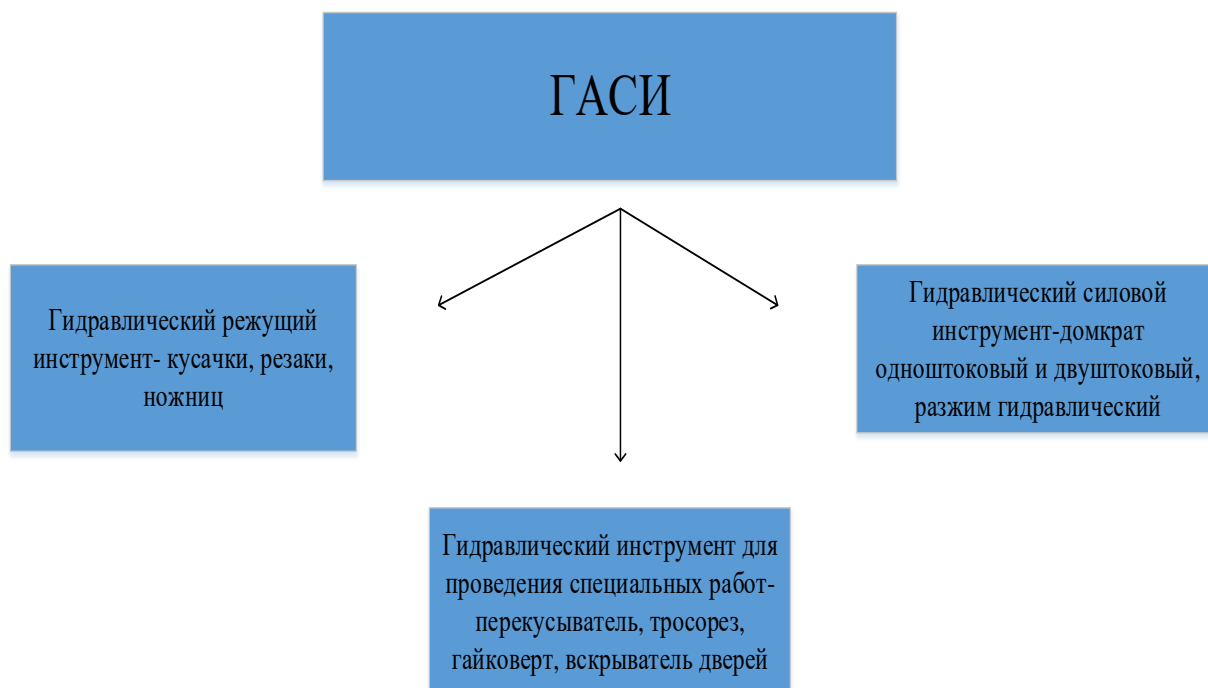 ГАСИ
Гидравлический режущий
инструмент- кусачки, резаки,
ножниц
Гидравлический силовой
инструмент-домкрат
одноштоковый и двуштоковый,
разжим гидравлический
Гидравлический инструмент для
проведения специальных работ-
перекусыватель, тросорез,
гайковерт, вскрыватель дверей